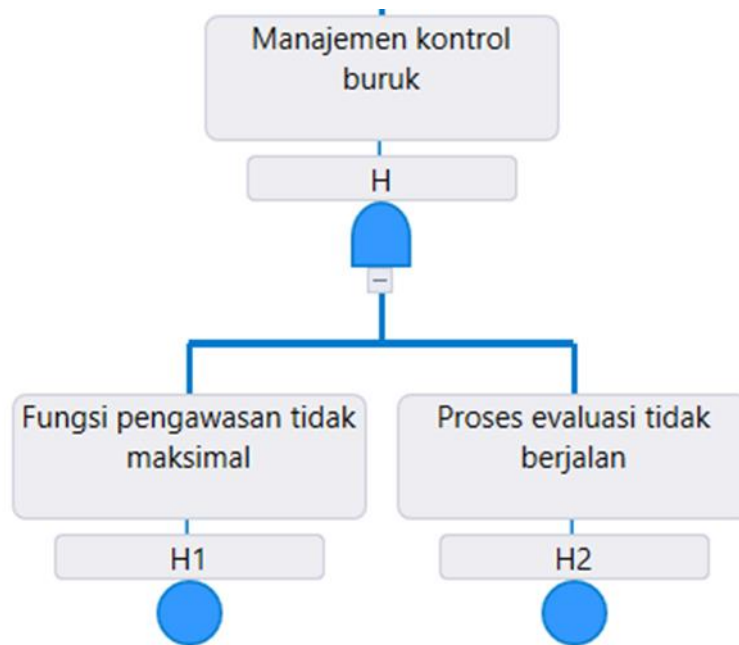 Manajemen kontrol
buruk
H
Fungsi pengawasan tidak
maksimal
Proses evaluasi tidak
berjalan
H1
H2